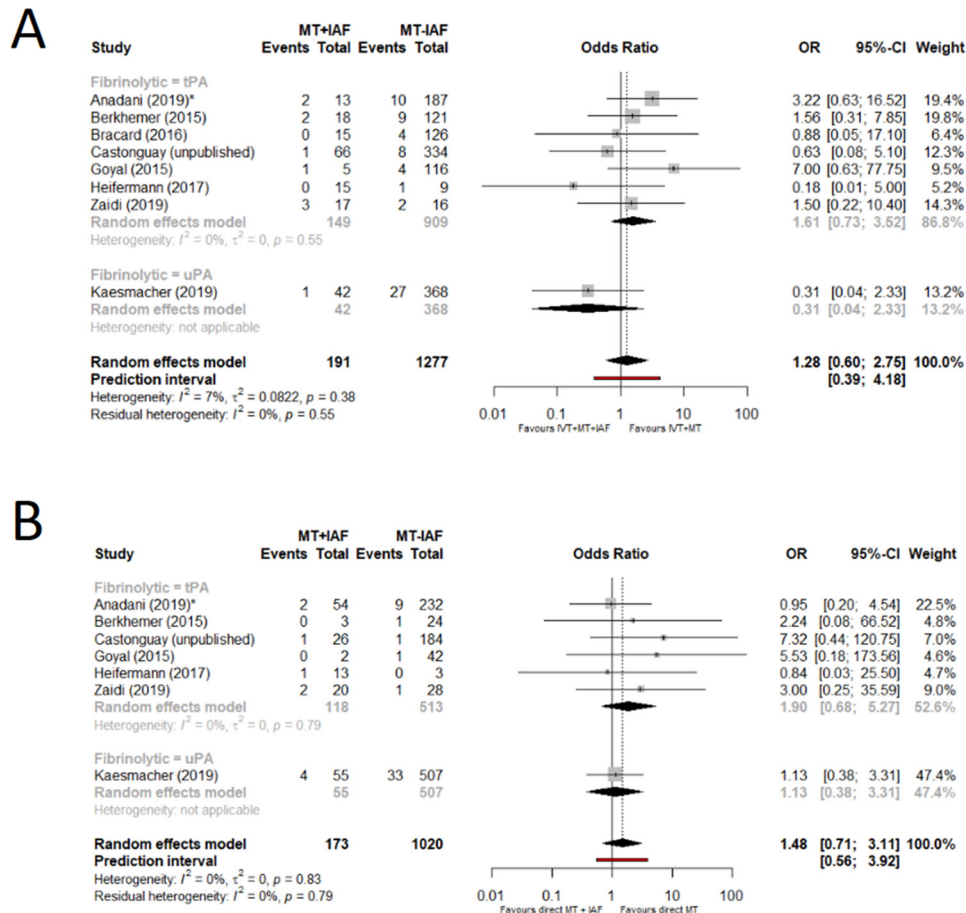 A
MT+IAF MT-IAF
Study Events Total Events Total Odds Ratio OR 95%-CI Weight
Fibrinolytic = tPA
Anadani (2019)* 2 13 10 187 3.22 [0.63; 16.52] 19.4%
Berkhemer (2015) 2 18 9 121 1.56 [0.31; 7.85] 19.8%
Bracard (2016) 0 15 4 126 0.88 [0.05; 17.10] 6.4%
Castonguay (unpublished) 1 66 8 334 0.63 [0.08; 5.10] 12.3%
Goyal (2015) 1 5 4 116 7.00 [0.63; 77.75] 9.5%
Heifermann (2017) 0 15 1 9 0.18 [0.01; 5.00] 5.2%
Zaidi (2019) 3 17 2 16 1.50 [0.22; 10.40] 14.3%
Random effects model 149 909 1.61 [0.73; 3.52] 86.8%
Heterogeneity: I² = 0%, τ² = 0, p = 0.55
Fibrinolytic = uPA
Kaesmacher (2019) 1 42 27 368 0.31 [0.04; 2.33] 13.2%
Random effects model 42 368 0.31 [0.04; 2.33] 13.2%
Heterogeneity: not applicable
Random effects model 191 1277 1.28 [0.60; 2.75] 100.0%
Prediction interval [0.39; 4.18]
Heterogeneity: I² = 7%, τ² = 0.0822, p = 0.38
Residual heterogeneity: I² = 0%, p = 0.55
0.01 0.1 1 10 100
Favours IVT+MT+IAF Favours IVT+MT
B
MT+IAF MT-IAF
Study Events Total Events Total Odds Ratio OR 95%-CI Weight
Fibrinolytic = tPA
Anadani (2019)* 2 54 9 232 0.95 [0.20; 4.54] 22.5%
Berkhemer (2015) 0 3 1 24 2.24 [0.08; 66.52] 4.8%
Castonguay (unpublished) 1 26 1 184 7.32 [0.44; 120.75] 7.0%
Goyal (2015) 0 2 1 42 5.53 [0.18; 173.56] 4.6%
Heifermann (2017) 1 13 0 3 0.84 [0.03; 25.50] 4.7%
Zaidi (2019) 2 20 1 28 3.00 [0.25; 35.59] 9.0%
Random effects model 118 513 1.90 [0.68; 5.27] 52.6%
Heterogeneity: I² = 0%, τ² = 0, p = 0.79
Fibrinolytic = uPA
Kaesmacher (2019) 4 55 33 507 1.13 [0.38; 3.31] 47.4%
Random effects model 55 507 1.13 [0.38; 3.31] 47.4%
Heterogeneity: not applicable
Random effects model 173 1020 1.48 [0.71; 3.11] 100.0%
Prediction interval [0.56; 3.92]
Heterogeneity: I² = 0%, τ² = 0, p = 0.83
Residual heterogeneity: I² = 0%, p = 0.79
0.01 0.1 1 10 100
Favours direct MT + IAF Favours direct MT